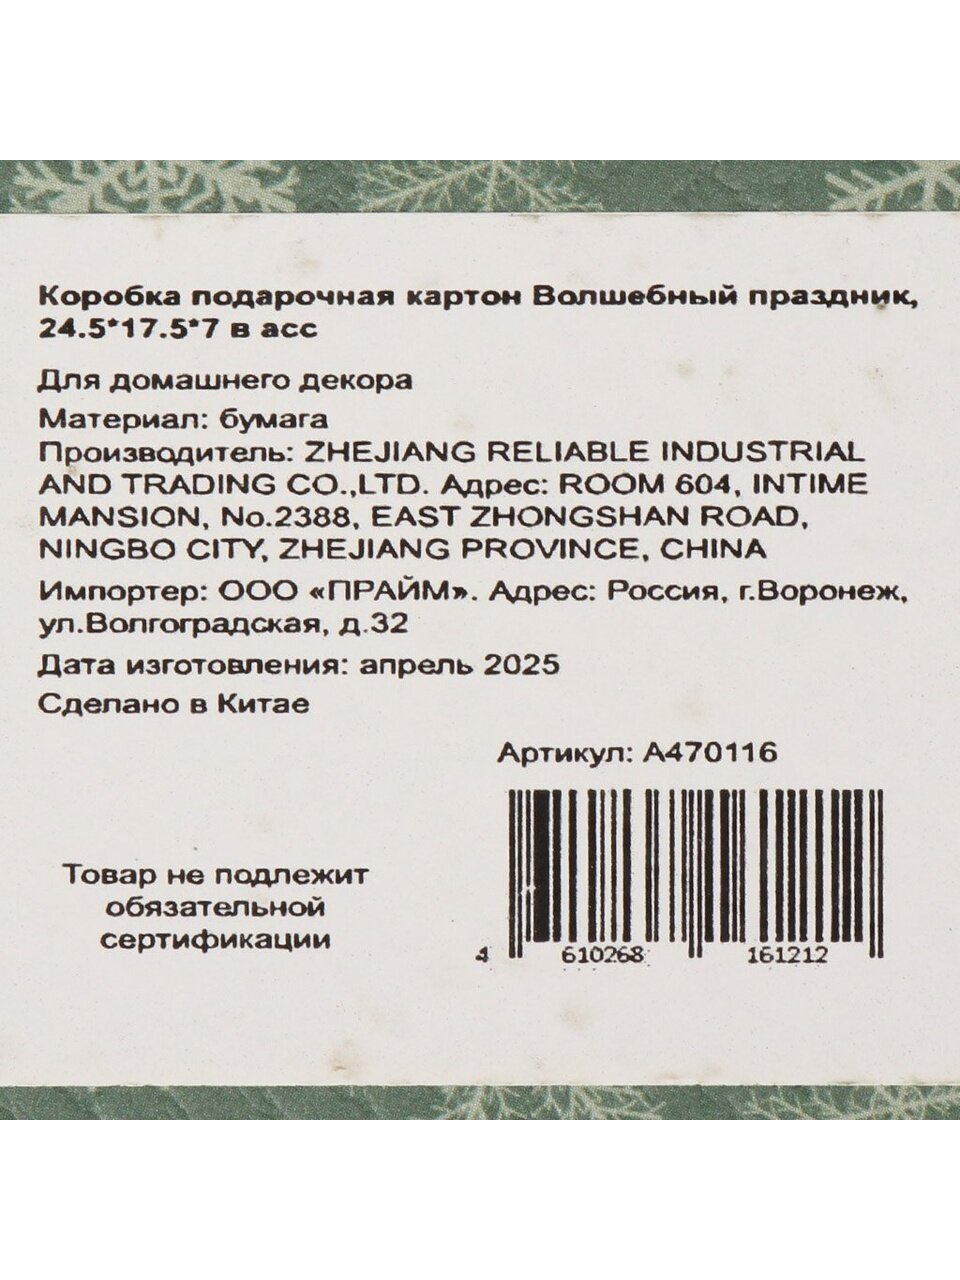 Коробка подарочная картон Волшебный праздник,
24.5*17.5*7 в асс
Для домашнего декора
Материал: бумага
Производитель: ZHEJIANG RELIABLE INDUSTRIAL
AND TRADING CO.,LTD. Адрес: ROOM 604, INTIME
MANSION, No.2388, EAST ZHONGSHAN ROAD,
NINGBO CITY, ZHEJIANG PROVINCE, CHINA
Импортер: ООО «ПРАЙМ». Адрес: Россия, г.Воронеж,
ул.Волгоградская, д.32
Дата изготовления: апрель 2025
Сделано в Китае
Артикул: A470116
Товар не подлежит
обязательной
сертификации
4 610268 161212